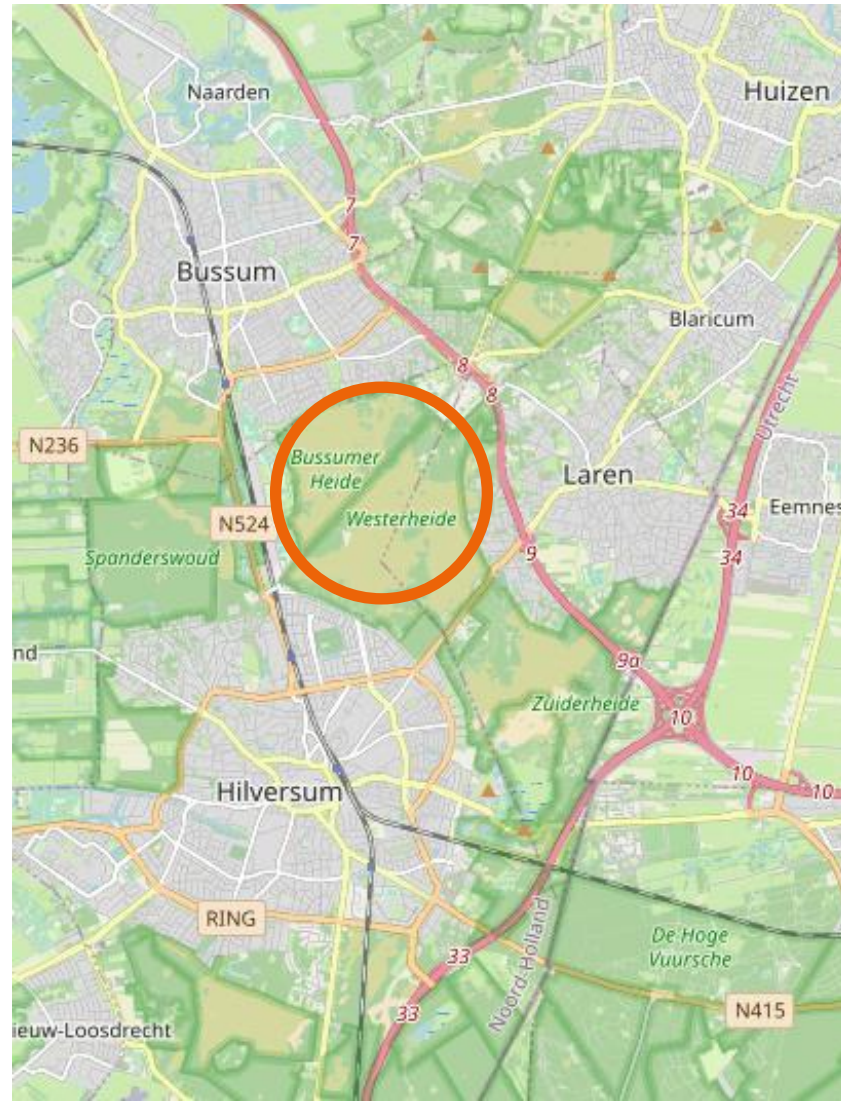 Naarden
Huizen
7
7
Bussum
Blaricum
8
8
Utrecht
N236
Bussumer
Heide
Laren
Westerheide
N524
34
Eemnes
Spanderswoud
9
34
nd
9a
Zuiderheide
10
10
10
Hilversum
RING
De Hoge
Vuursche
33
Noord-Holland
33
N415
ieuw-Loosdrecht